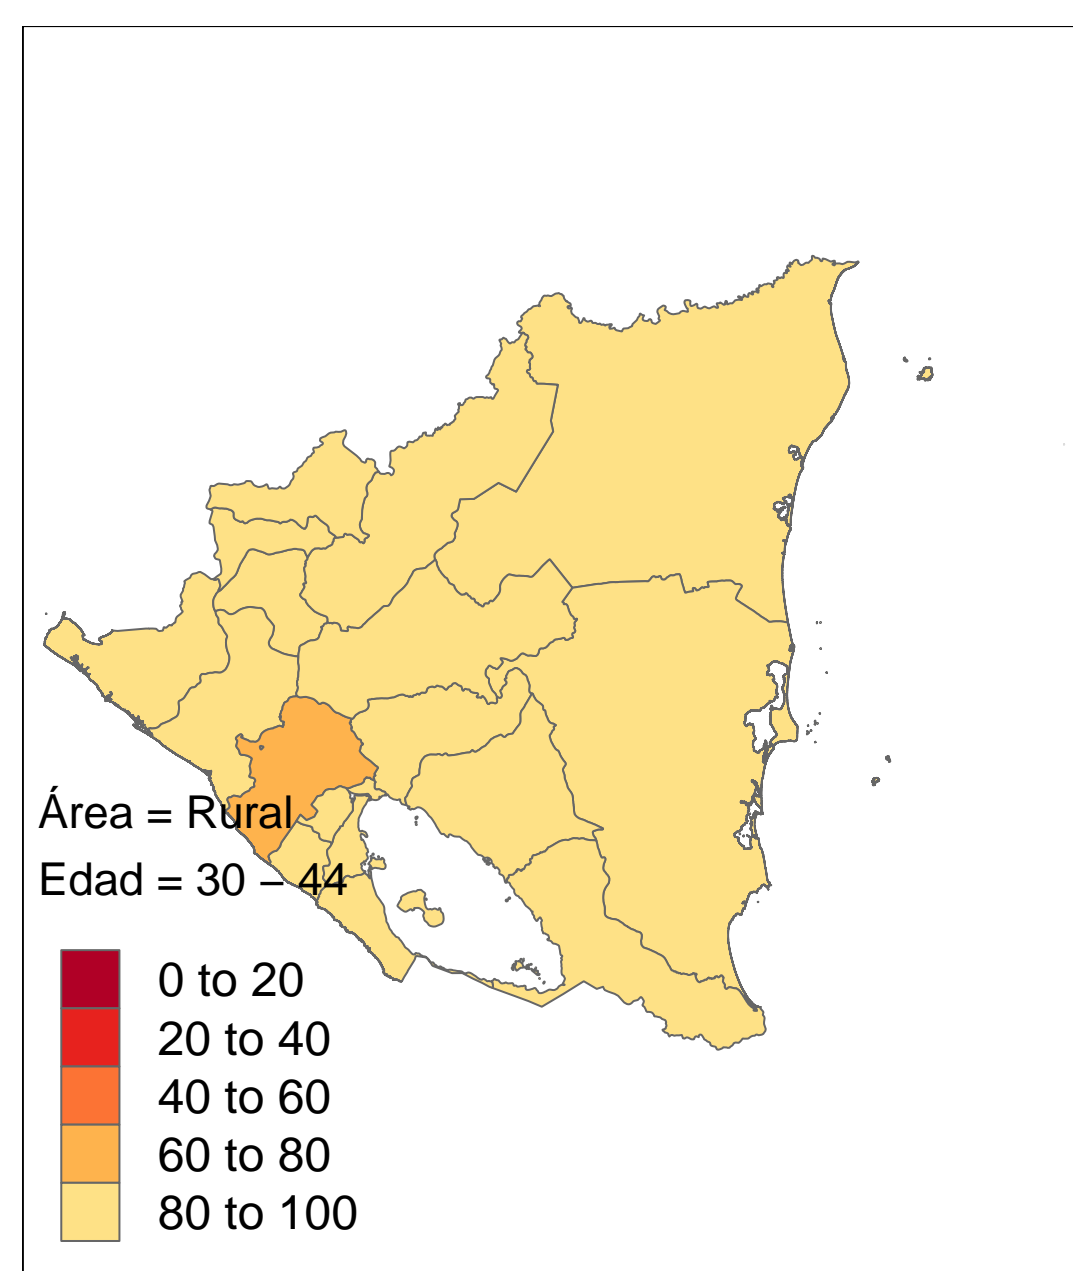 Área = Rural
Edad = 30 – 44
0 to 20
20 to 40
40 to 60
60 to 80
80 to 100